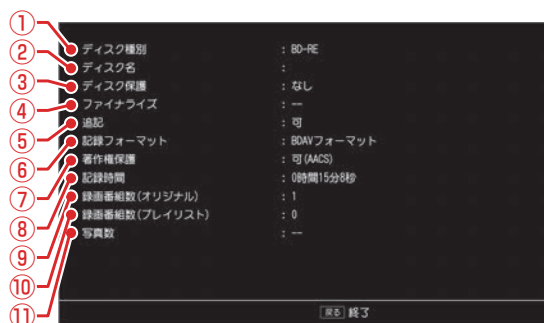 ① ディスク種別 : BD-RE
② ディスク名 :
③ ディスク保護 : なし
④ ファイナライズ : --
⑤ 追記 : 可
⑥ 記録フォーマット : BDAVフォーマット
⑦ 著作権保護 : 可(AACS)
⑧ 記録時間 : 0時間15分8秒
⑨ 録画番組数(オリジナル) : 1
⑩ 録画番組数(プレイリスト) : 0
⑪ 写真数 : --
戻る 終了